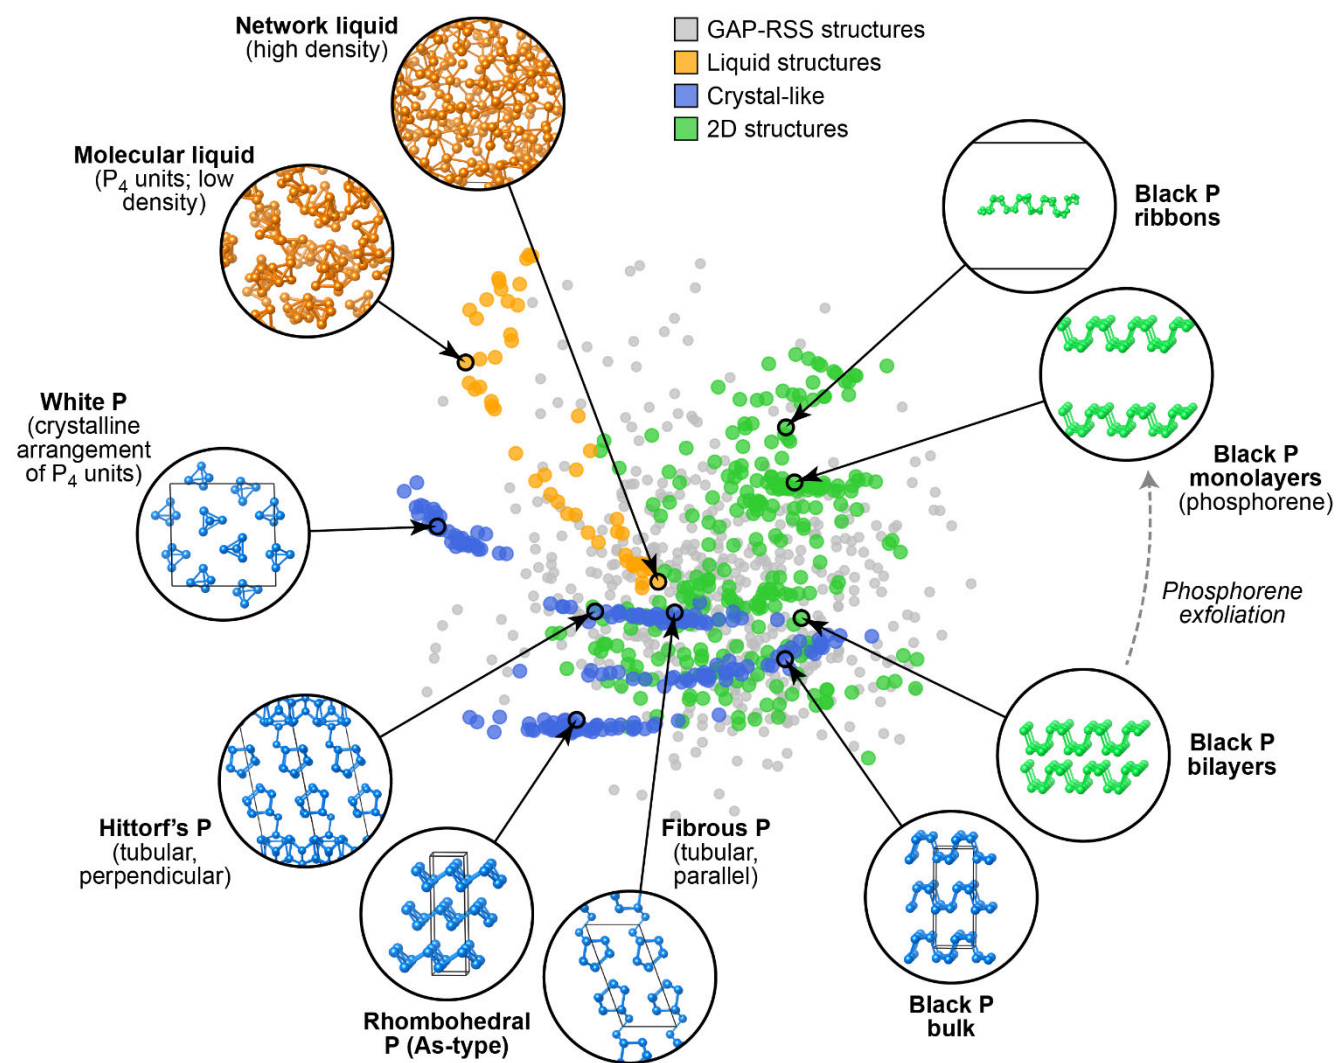 Network liquid
(high density)
GAP-RSS structures
Liquid structures
Crystal-like
2D structures
Molecular liquid
(P₄ units; low
density)
Black P
ribbons
White P
(crystalline
arrangement
of P₄ units)
Black P
monolayers
(phosphorene)
Phosphorene
exfoliation
Black P
bilayers
Hittorf's P
(tubular,
perpendicular)
Fibrous P
(tubular,
parallel)
Rhombohedral
P (As-type)
Black P
bulk